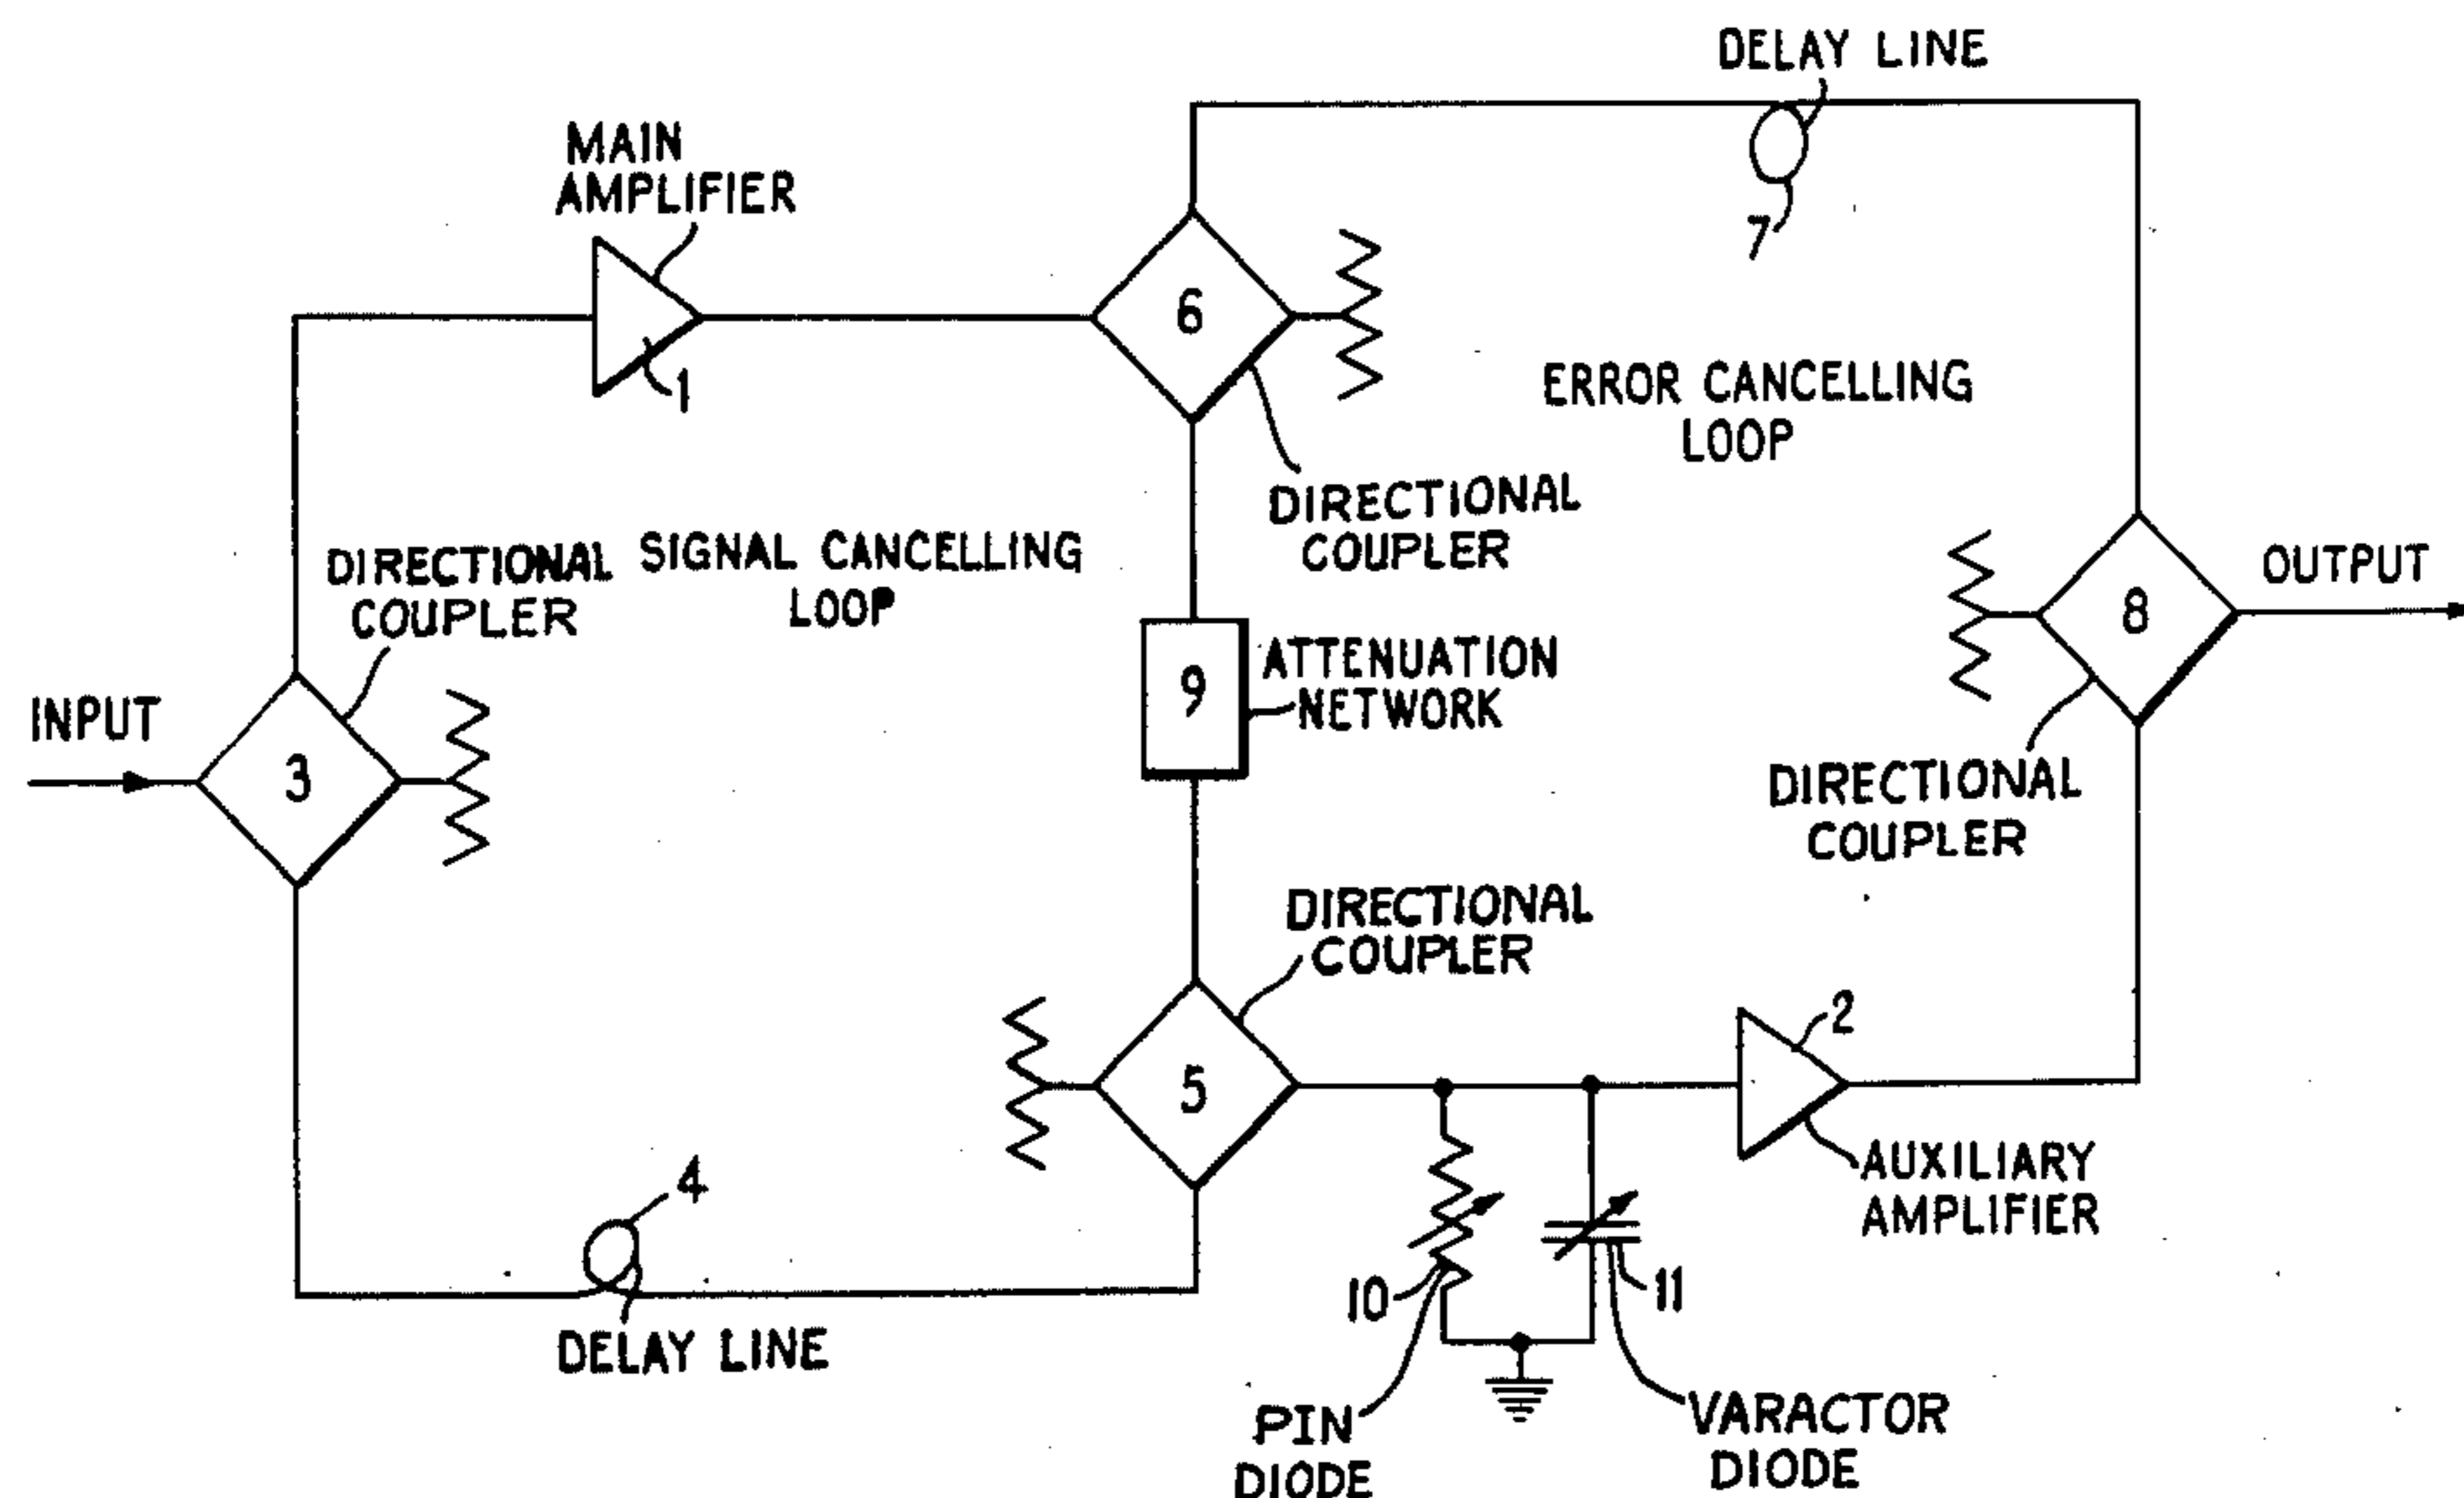 DELAY LINE
7
MAIN
AMPLIFIER
1
6
ERROR CANCELLING
LOOP
DIRECTIONAL
COUPLER
SIGNAL CANCELLING
LOOP
DIRECTIONAL
COUPLER
INPUT
3
9
ATTENUATION
NETWORK
8
OUTPUT
DIRECTIONAL
COUPLER
DIRECTIONAL
COUPLER
5
2
AUXILIARY
AMPLIFIER
4
DELAY LINE
10
11
PIN
DIODE
VARACTOR
DIODE